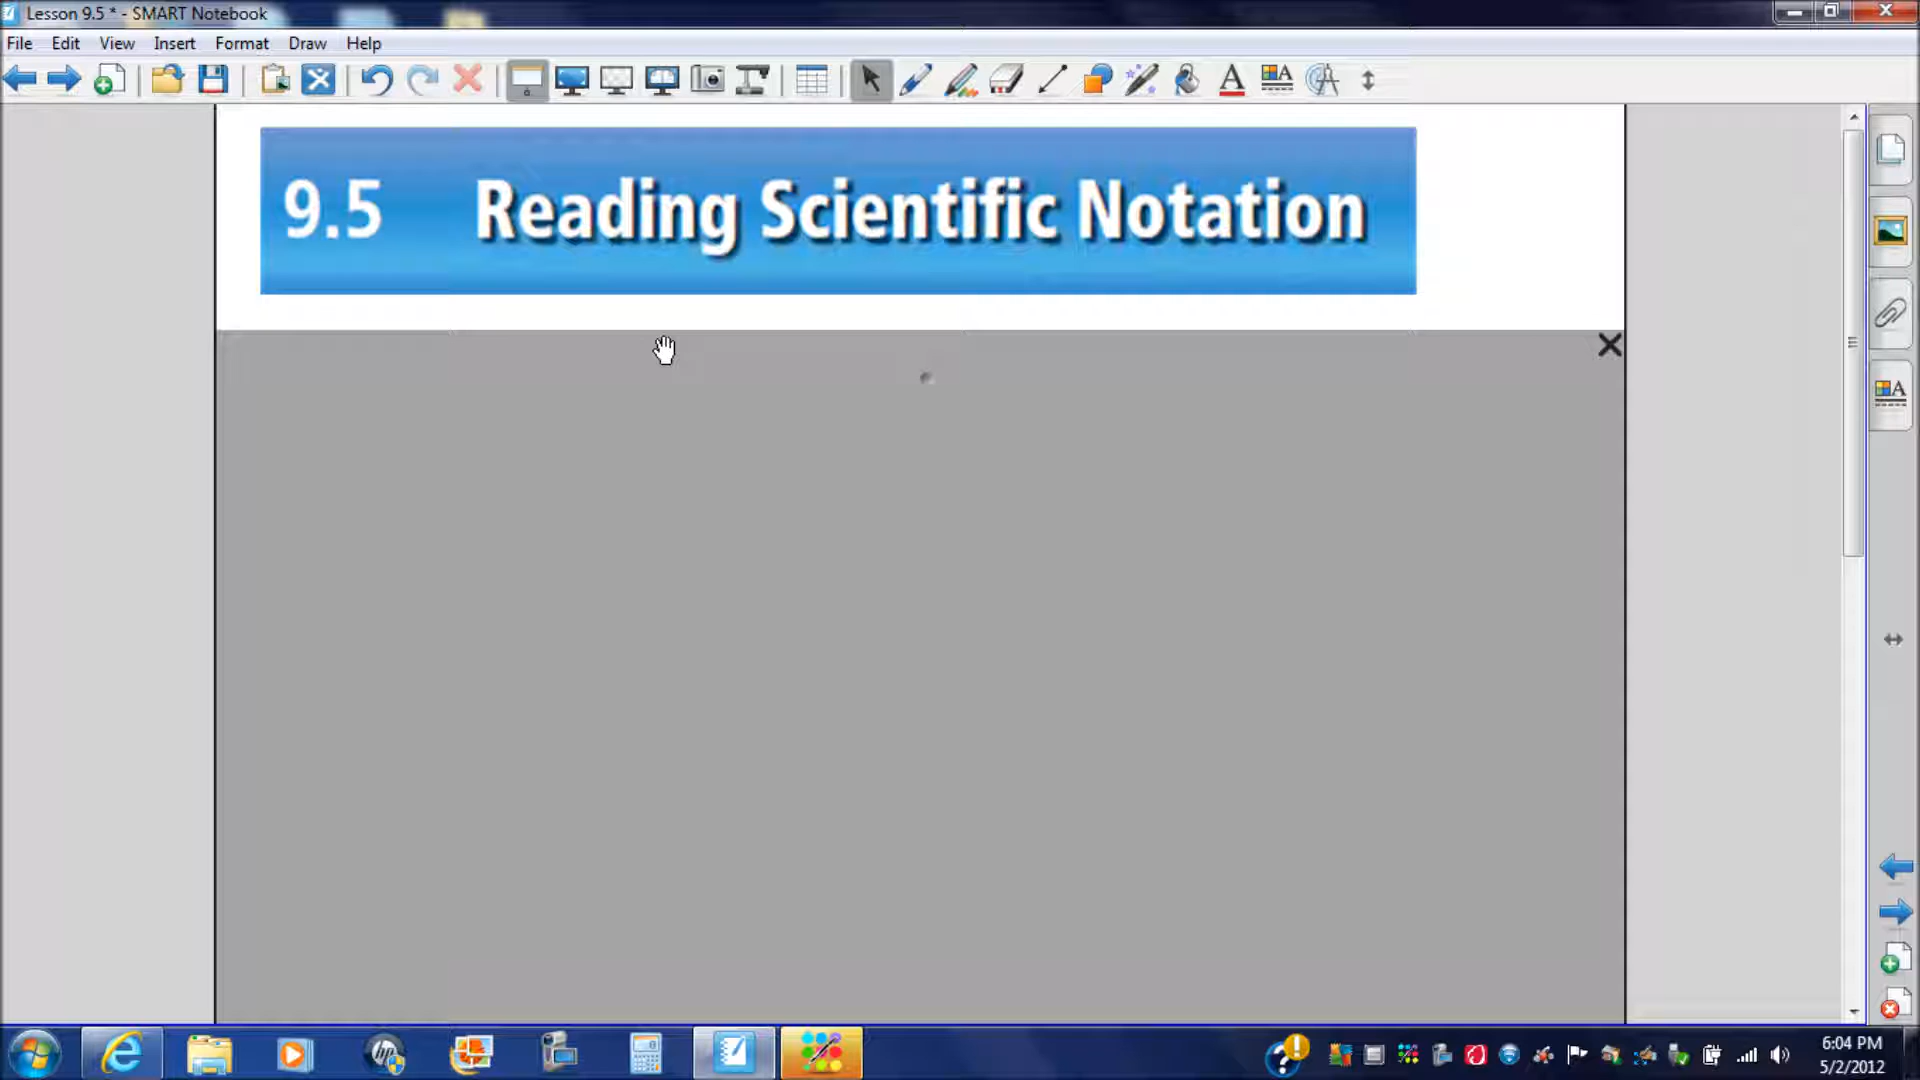 Lesson 9.5 * - SMART Notebook
File Edit View Insert Format Draw Help
9.5 Reading Scientific Notation
6:04 PM
5/2/2012